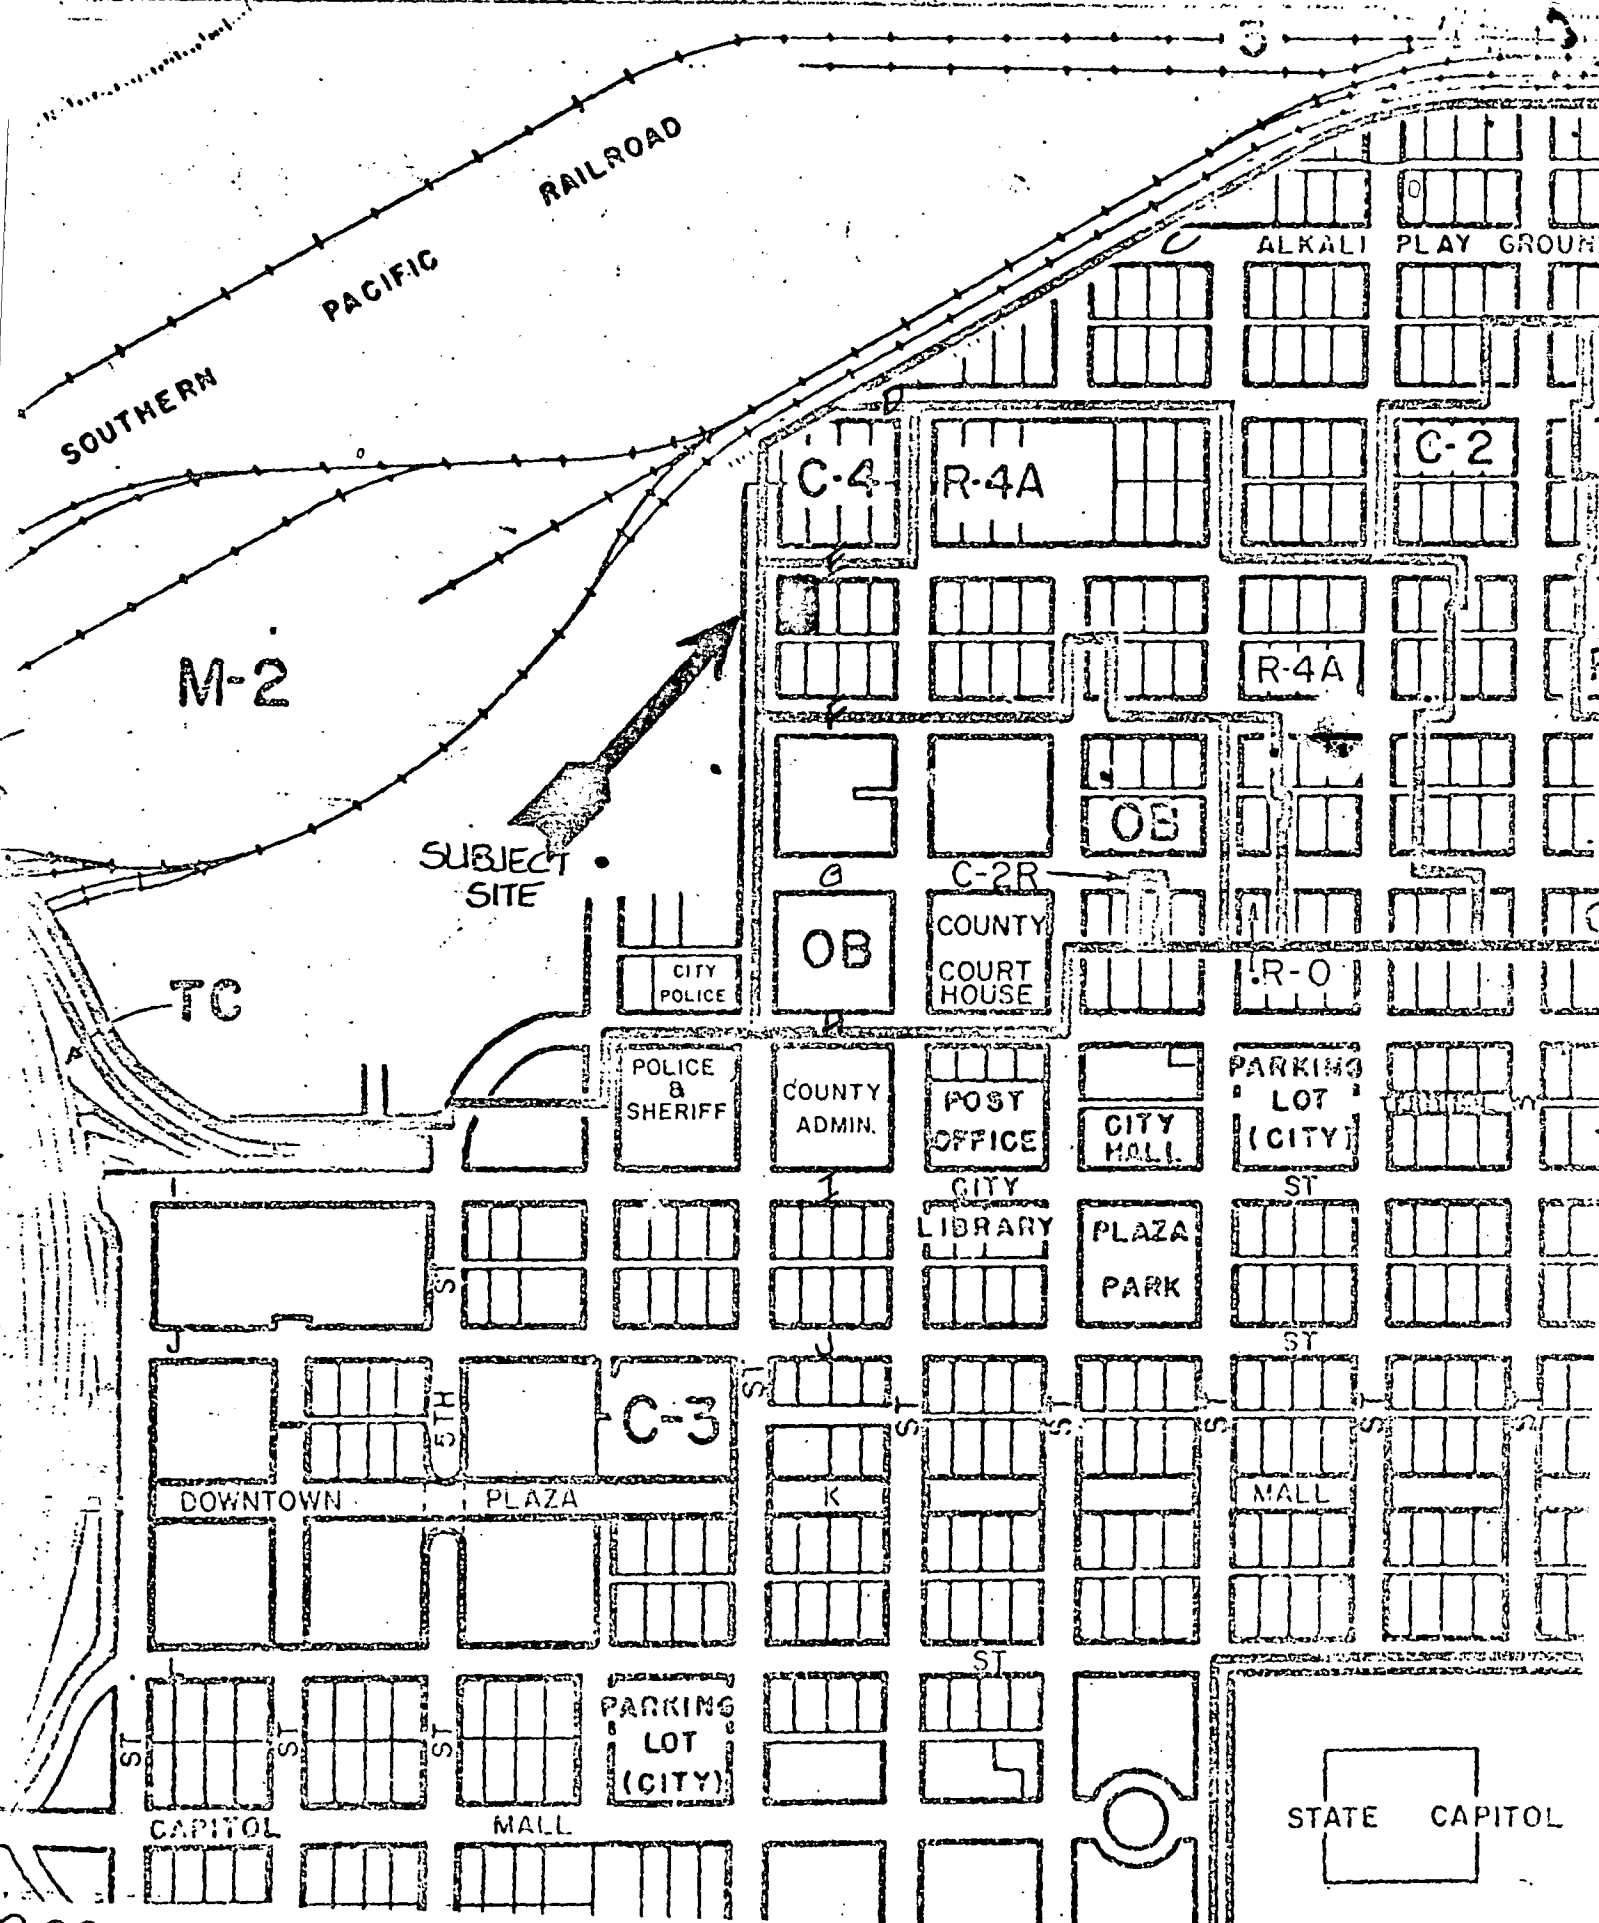 SOUTHERN PACIFIC RAILROAD
C
ALKALI PLAY GROUN
D
C-4
R-4A
C-2
E
M-2
R-4A
F
SUBJECT
SITE
OB
G
C-2R
OB
COUNTY
COURT
HOUSE
CITY
POLICE
R-O
TC
H
POLICE
&
SHERIFF
COUNTY
ADMIN.
POST
OFFICE
CITY
HALL
PARKING
LOT
(CITY)
I
I
CITY
LIBRARY
ST
PLAZA
PARK
ST
J
J
ST
5TH
ST
C-3
ST
ST
ST
ST
ST
ST
DOWNTOWN PLAZA
K
MALL
L
ST
ST
ST
ST
PARKING
LOT
(CITY)
CAPITOL MALL
STATE CAPITOL